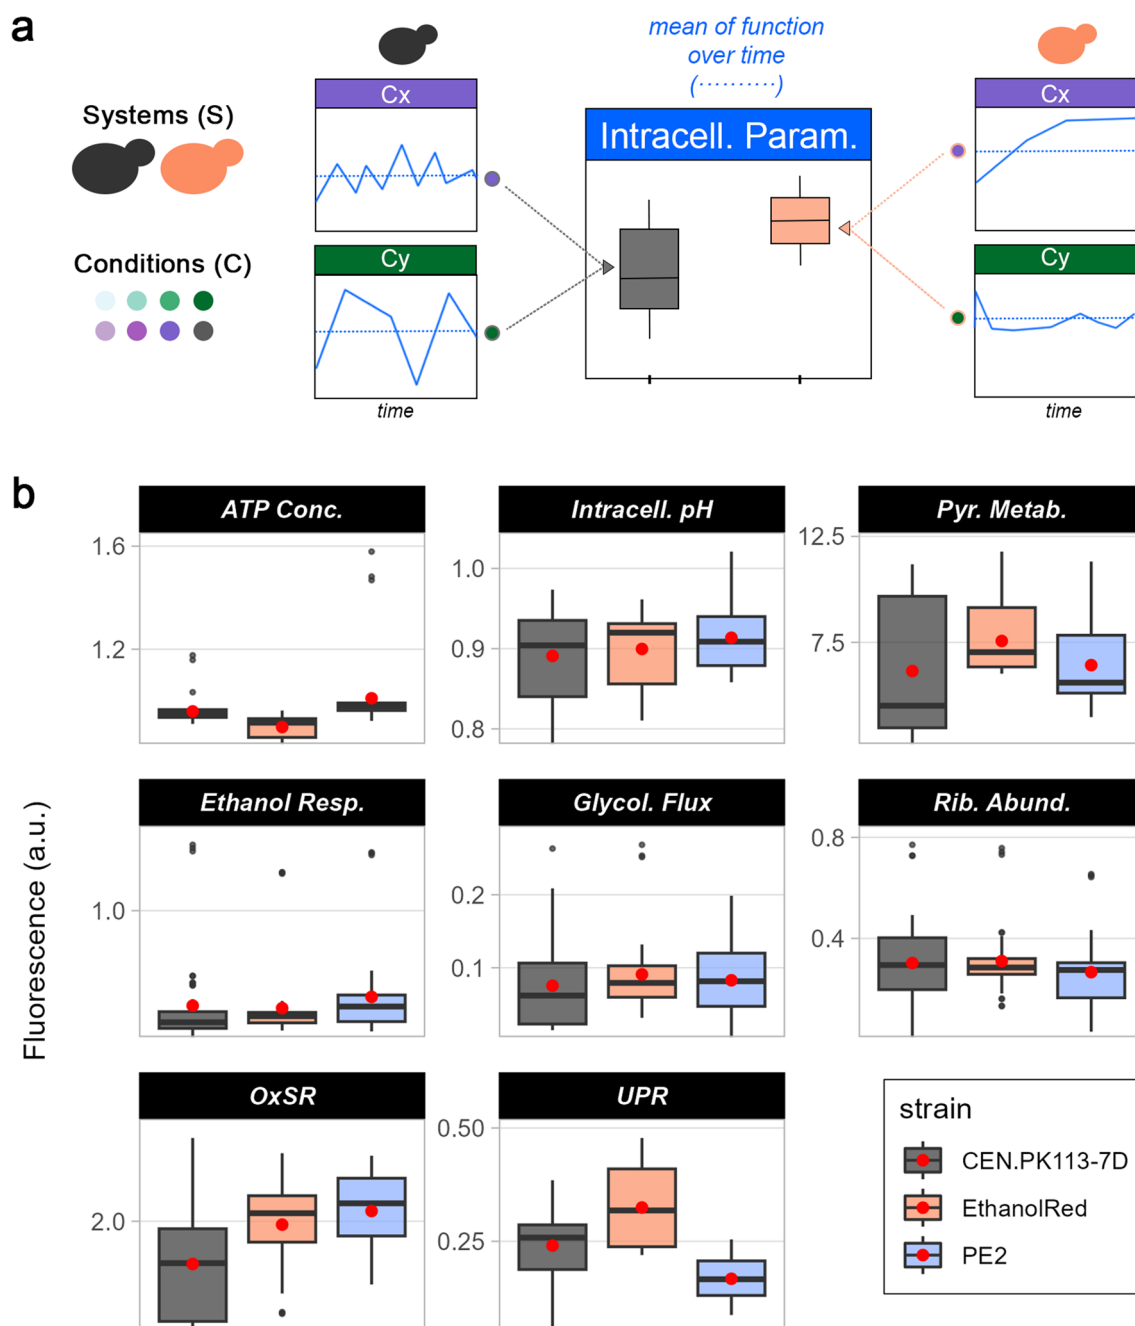 a
mean of function
over time
(··········)
Systems (S)
Conditions (C)
Cx
Cy
time
Intracell. Param.
Cx
Cy
time
b
Fluorescence (a.u.)
ATP Conc.
1.6
1.2
Intracell. pH
1.0
0.9
0.8
Pyr. Metab.
12.5
7.5
Ethanol Resp.
1.0
Glycol. Flux
0.2
0.1
Rib. Abund.
0.8
0.4
OxSR
2.0
UPR
0.50
0.25
strain
CEN.PK113-7D
EthanolRed
PE2